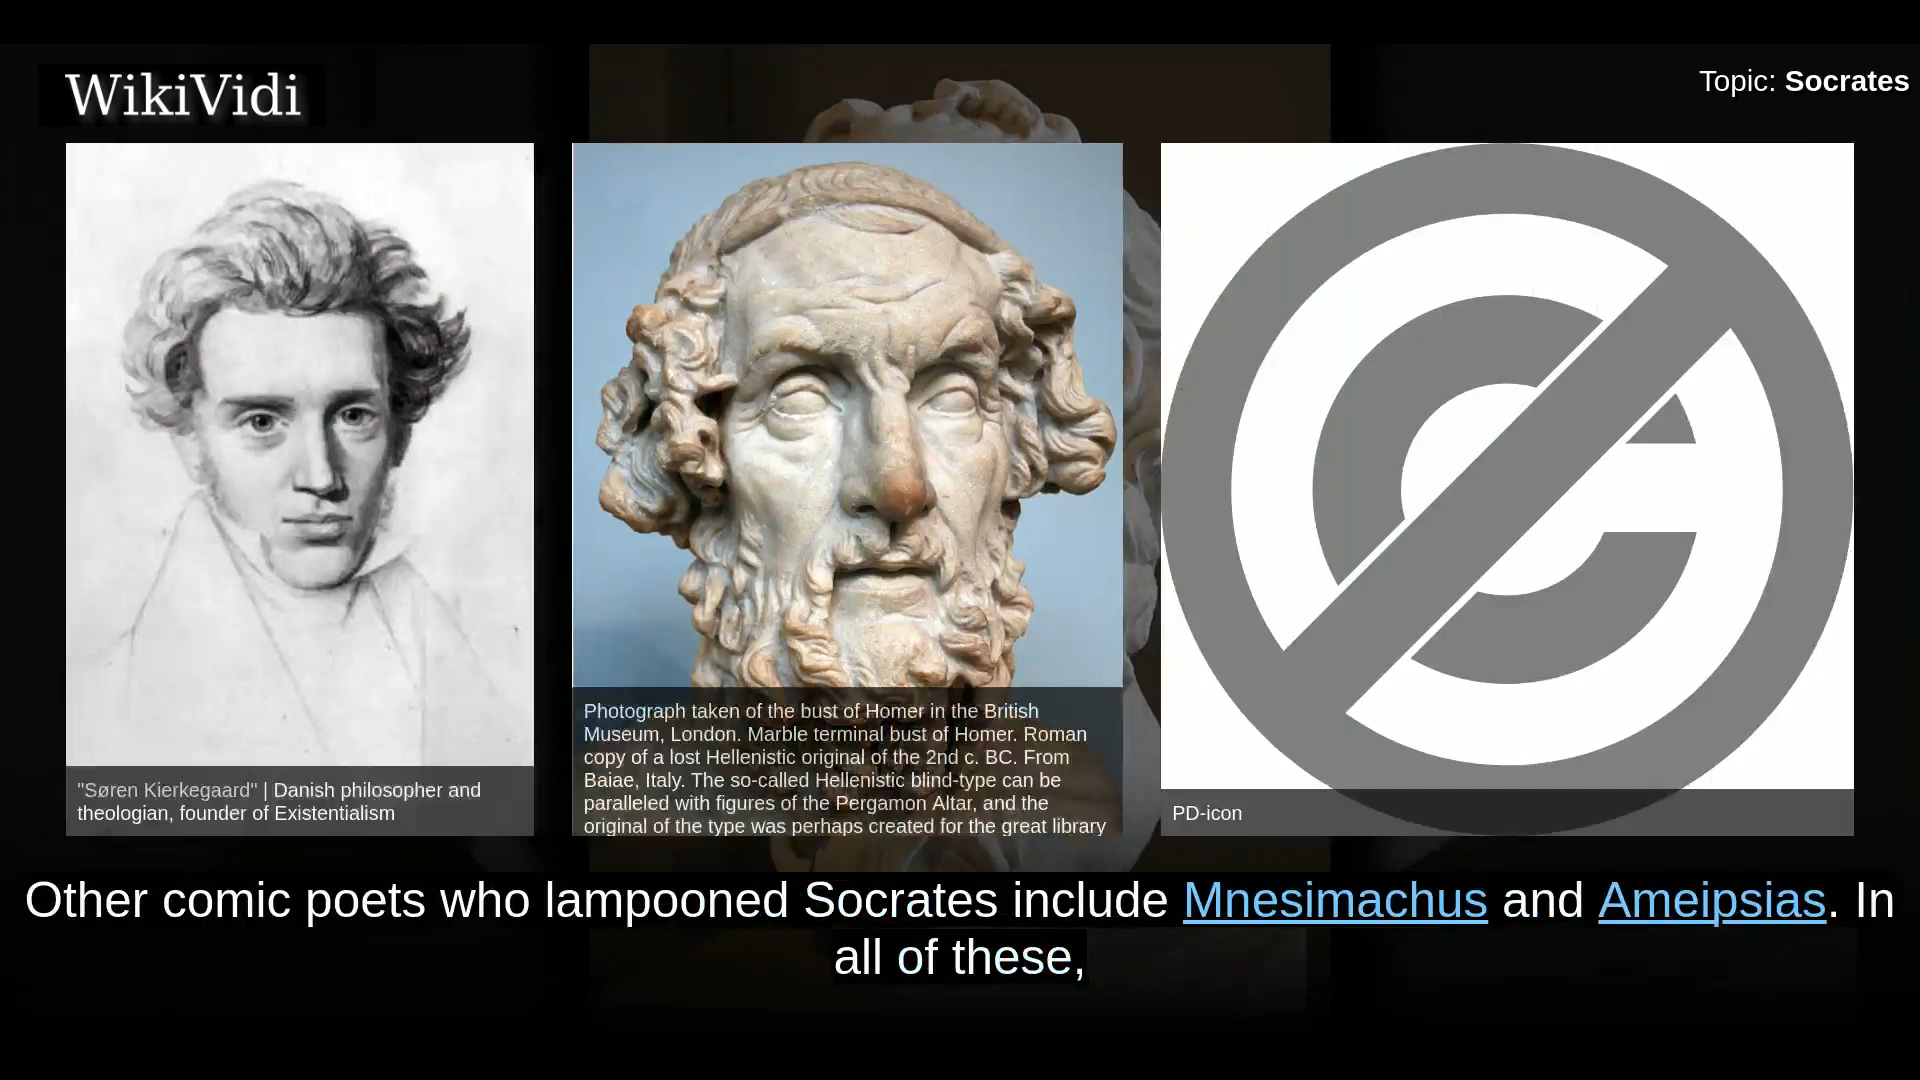 WikiVidi
Topic: Socrates
"Søren Kierkegaard" | Danish philosopher and
theologian, founder of Existentialism
Photograph taken of the bust of Homer in the British
Museum, London. Marble terminal bust of Homer. Roman
copy of a lost Hellenistic original of the 2nd c. BC. From
Baiae, Italy. The so-called Hellenistic blind-type can be
paralleled with figures of the Pergamon Altar, and the
original of the type was perhaps created for the great library
PD-icon
Other comic poets who lampooned Socrates include Mnesimachus and Ameipsias. In
all of these,